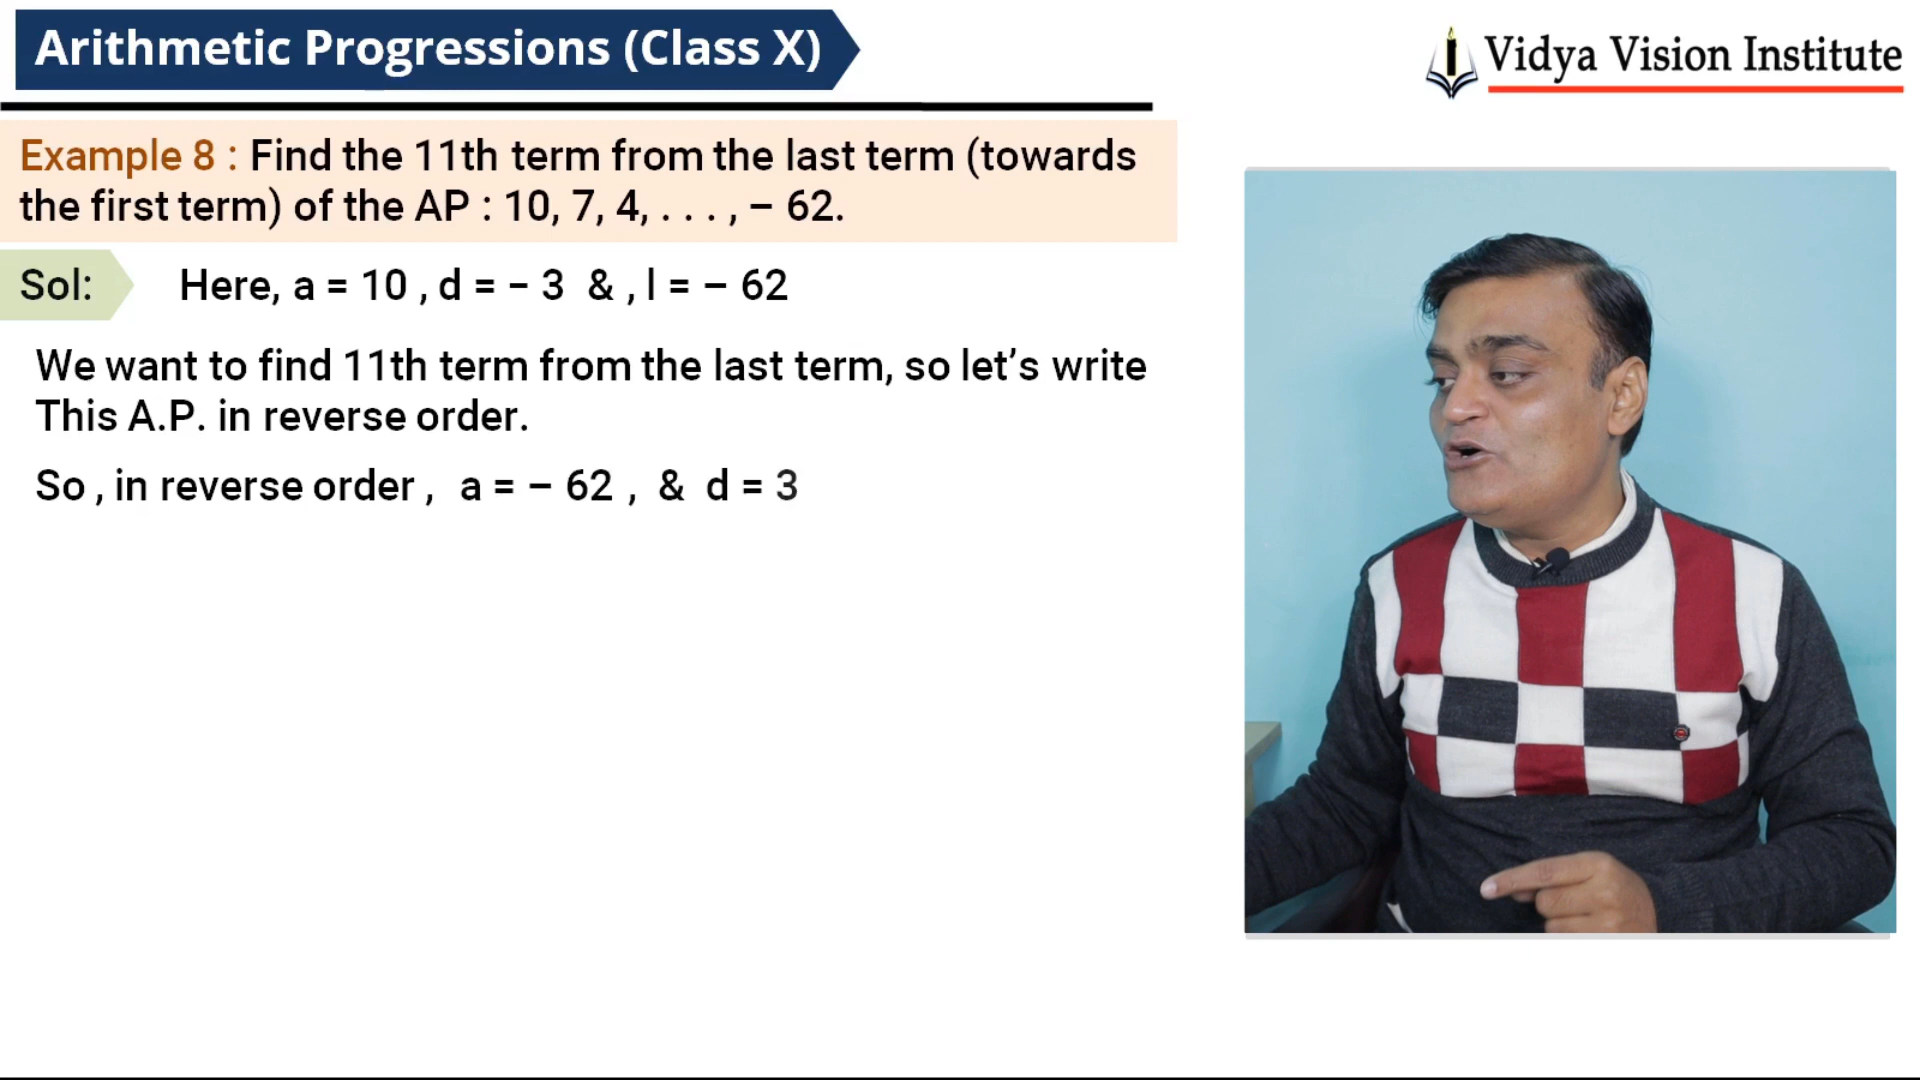 Arithmetic Progressions (Class X)
Vidya Vision Institute
Example 8 : Find the 11th term from the last term (towards
the first term) of the AP : 10, 7, 4, . . . , – 62.
Sol: Here, a = 10 , d = – 3 & , l = – 62
We want to find 11th term from the last term, so let’s write
This A.P. in reverse order.
So , in reverse order , a = – 62 , & d = 3